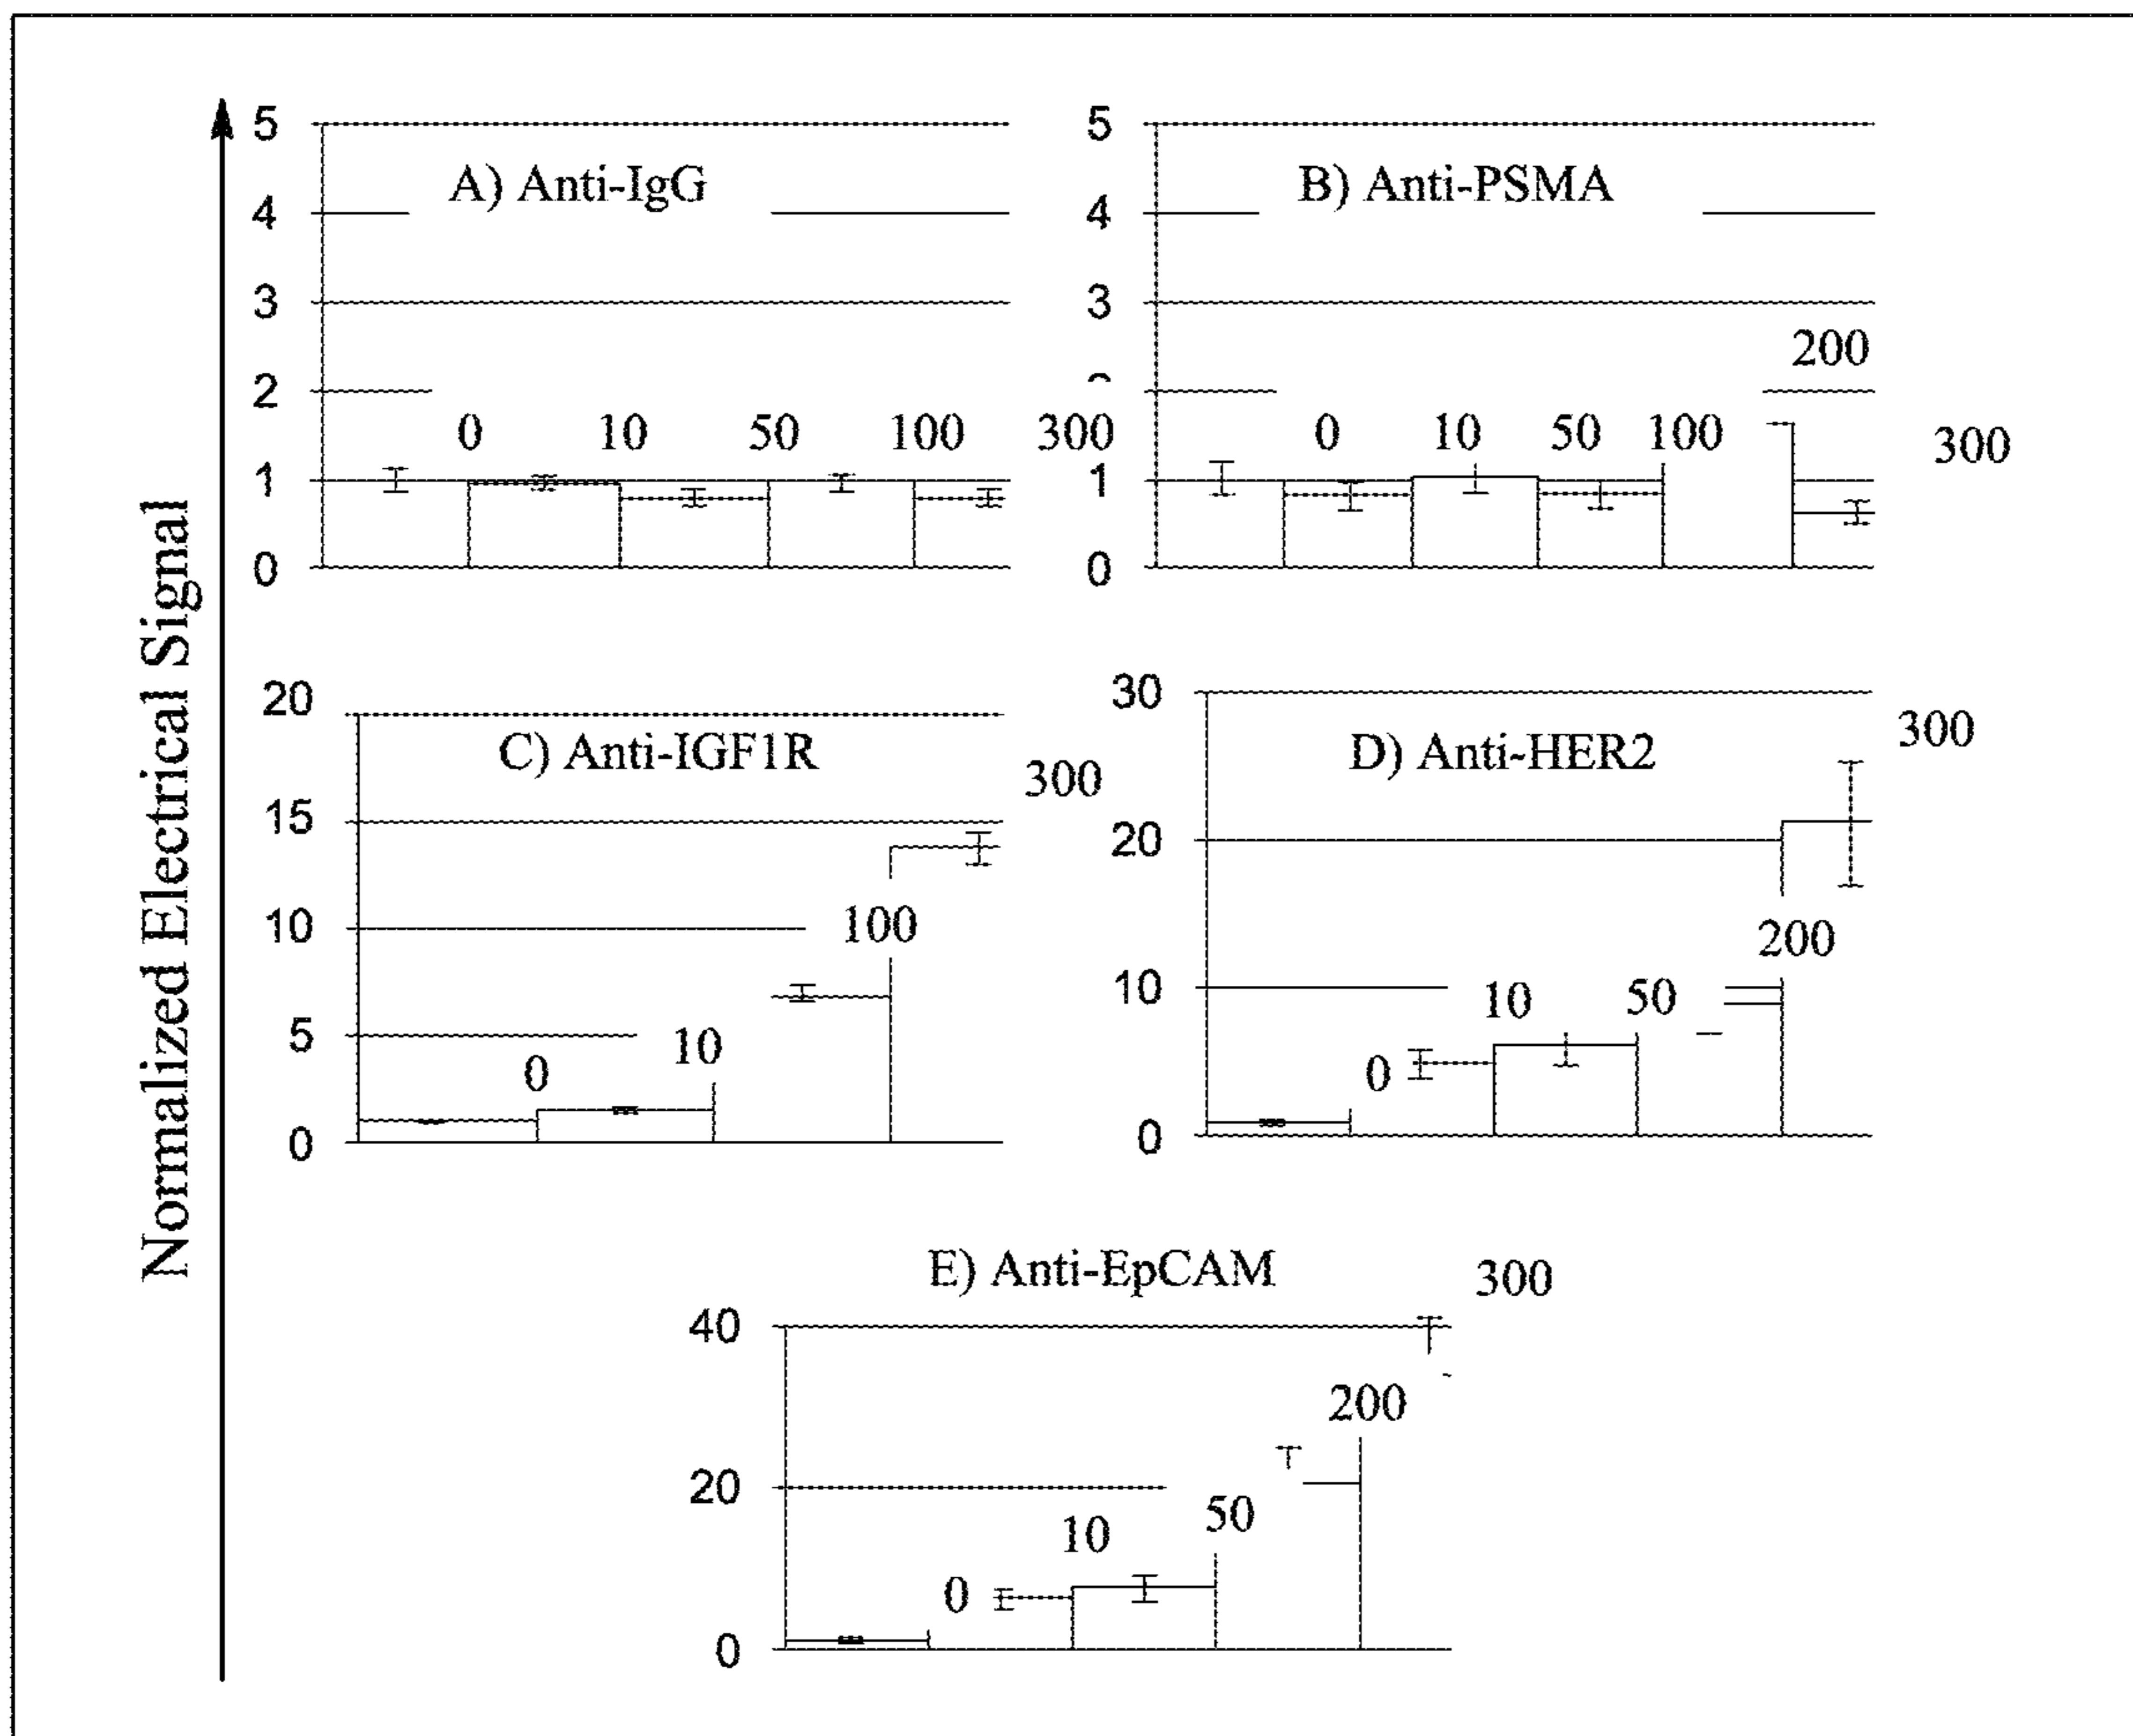 Normalized Electrical Signal
A) Anti-IgG
5
4
3
2
1
0
0 10 50 100 300
B) Anti-PSMA
5
4
3
1
0
0 10 50 100 200 300
C) Anti-IGF1R
20
15
10
5
0
0 10 100 300
D) Anti-HER2
30
20
10
0
0 10 50 200 300
E) Anti-EpCAM
40
20
0
0 10 50 200 300